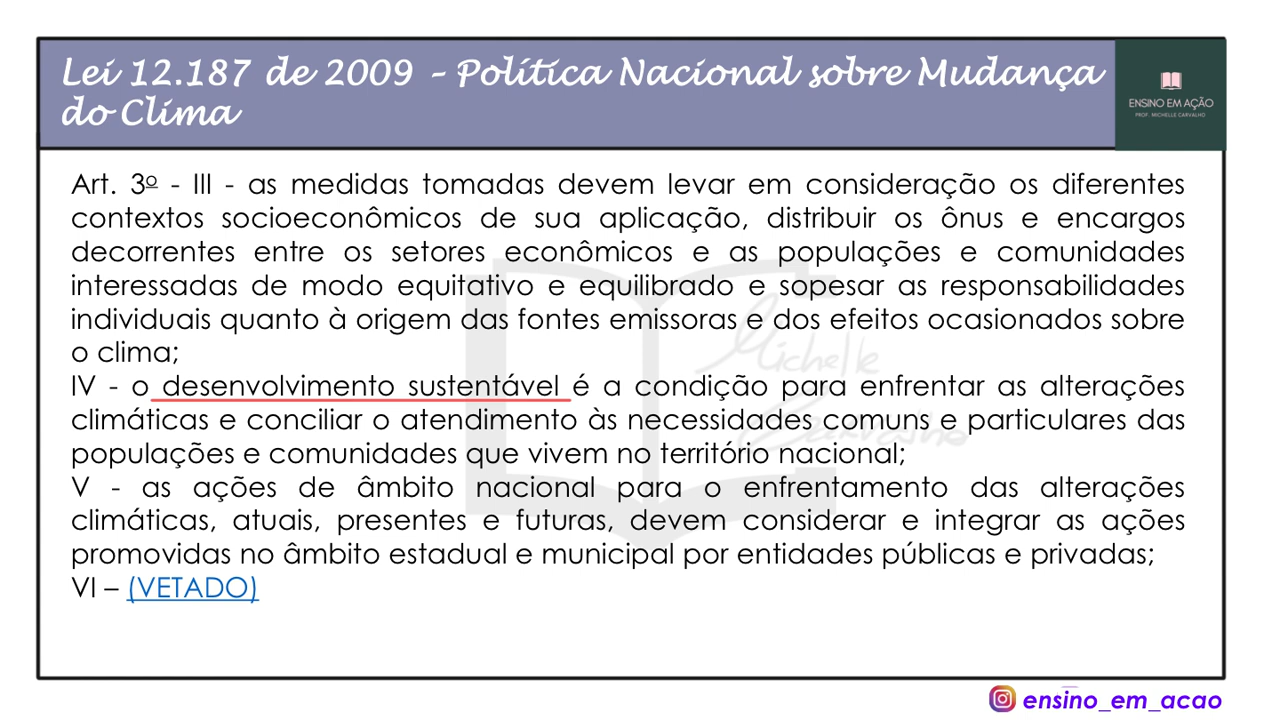 Lei 12.187 de 2009 – Política Nacional sobre Mudança
do Clima
ENSINO EM AÇÃO
PROF. MICHELLE CARVALHO
Art. 3º - III - as medidas tomadas devem levar em consideração os diferentes
contextos socioeconômicos de sua aplicação, distribuir os ônus e encargos
decorrentes entre os setores econômicos e as populações e comunidades
interessadas de modo equitativo e equilibrado e sopesar as responsabilidades
individuais quanto à origem das fontes emissoras e dos efeitos ocasionados sobre
o clima;
IV - o desenvolvimento sustentável é a condição para enfrentar as alterações
climáticas e conciliar o atendimento às necessidades comuns e particulares das
populações e comunidades que vivem no território nacional;
V - as ações de âmbito nacional para o enfrentamento das alterações
climáticas, atuais, presentes e futuras, devem considerar e integrar as ações
promovidas no âmbito estadual e municipal por entidades públicas e privadas;
VI – (VETADO)
Michelle
Carvalho
ensino_em_acao